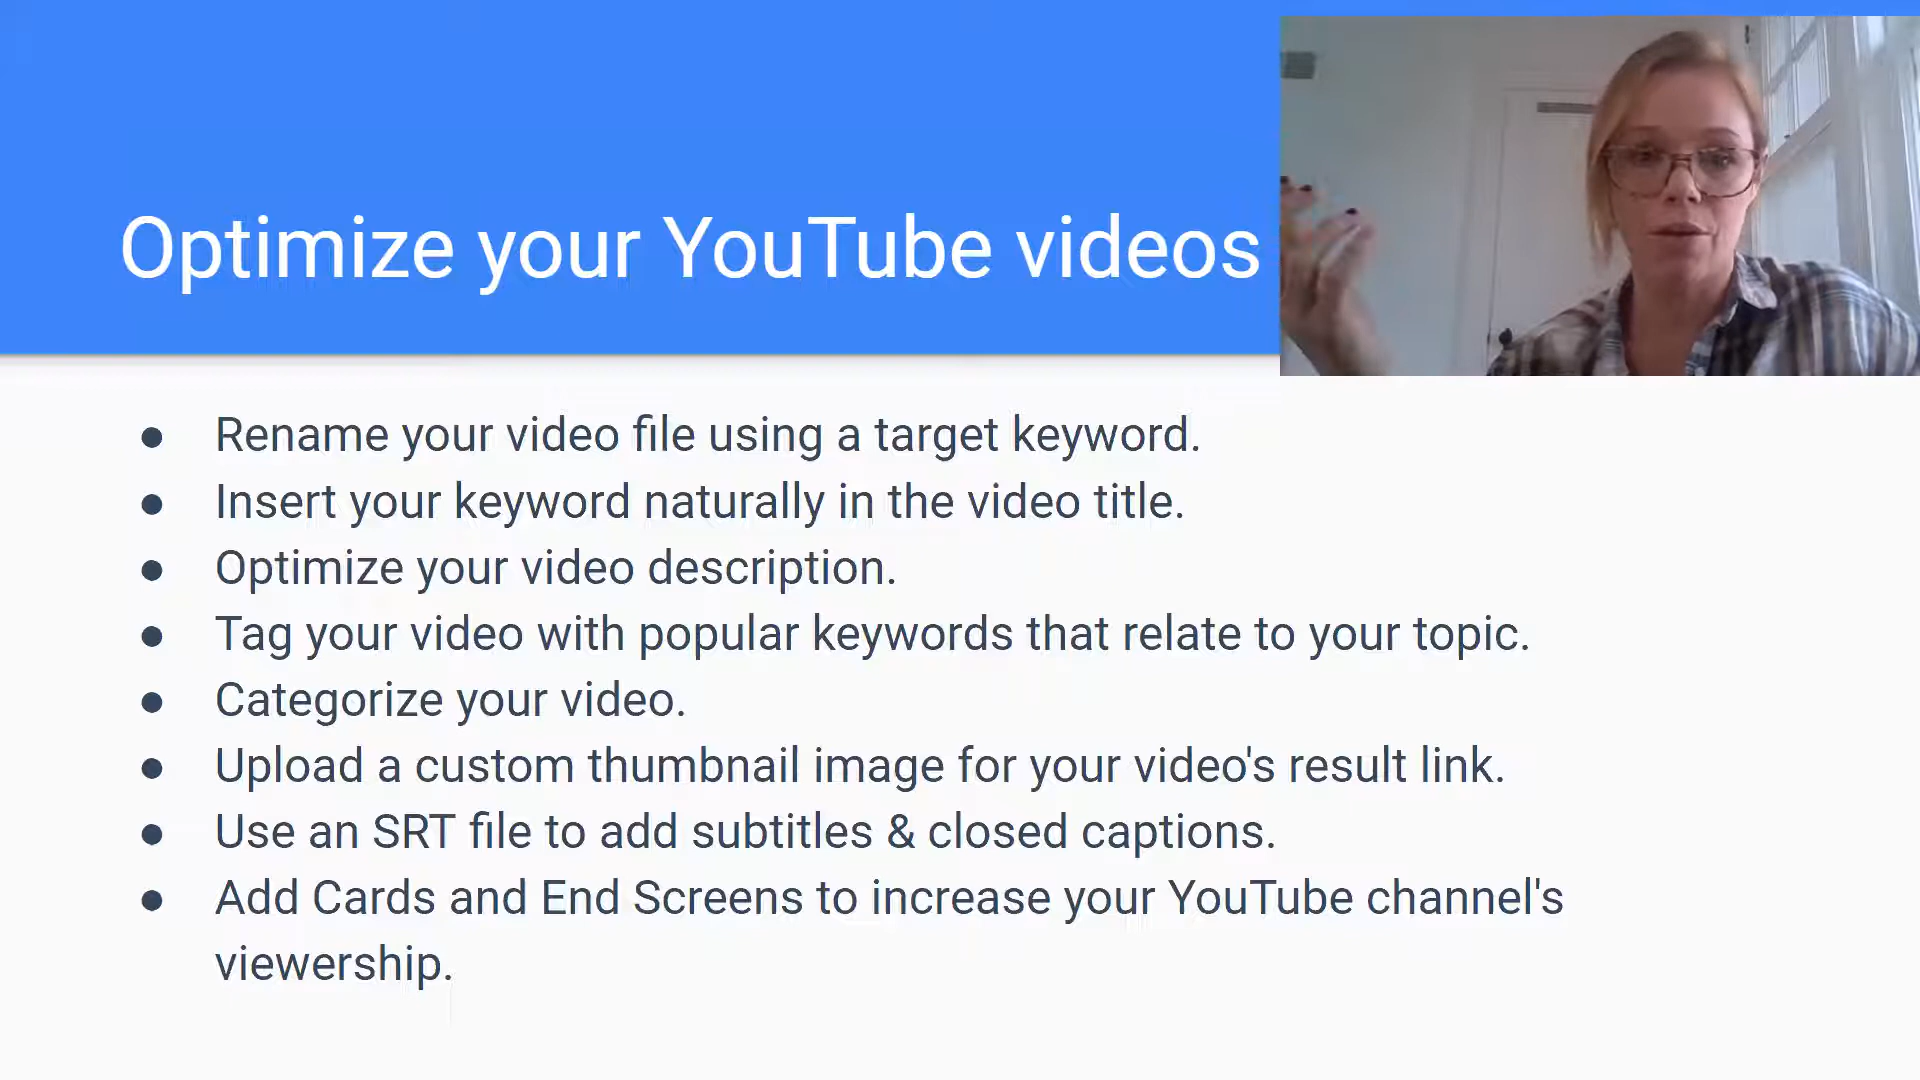 Optimize your YouTube videos
● Rename your video file using a target keyword.
● Insert your keyword naturally in the video title.
● Optimize your video description.
● Tag your video with popular keywords that relate to your topic.
● Categorize your video.
● Upload a custom thumbnail image for your video's result link.
● Use an SRT file to add subtitles & closed captions.
● Add Cards and End Screens to increase your YouTube channel's
viewership.